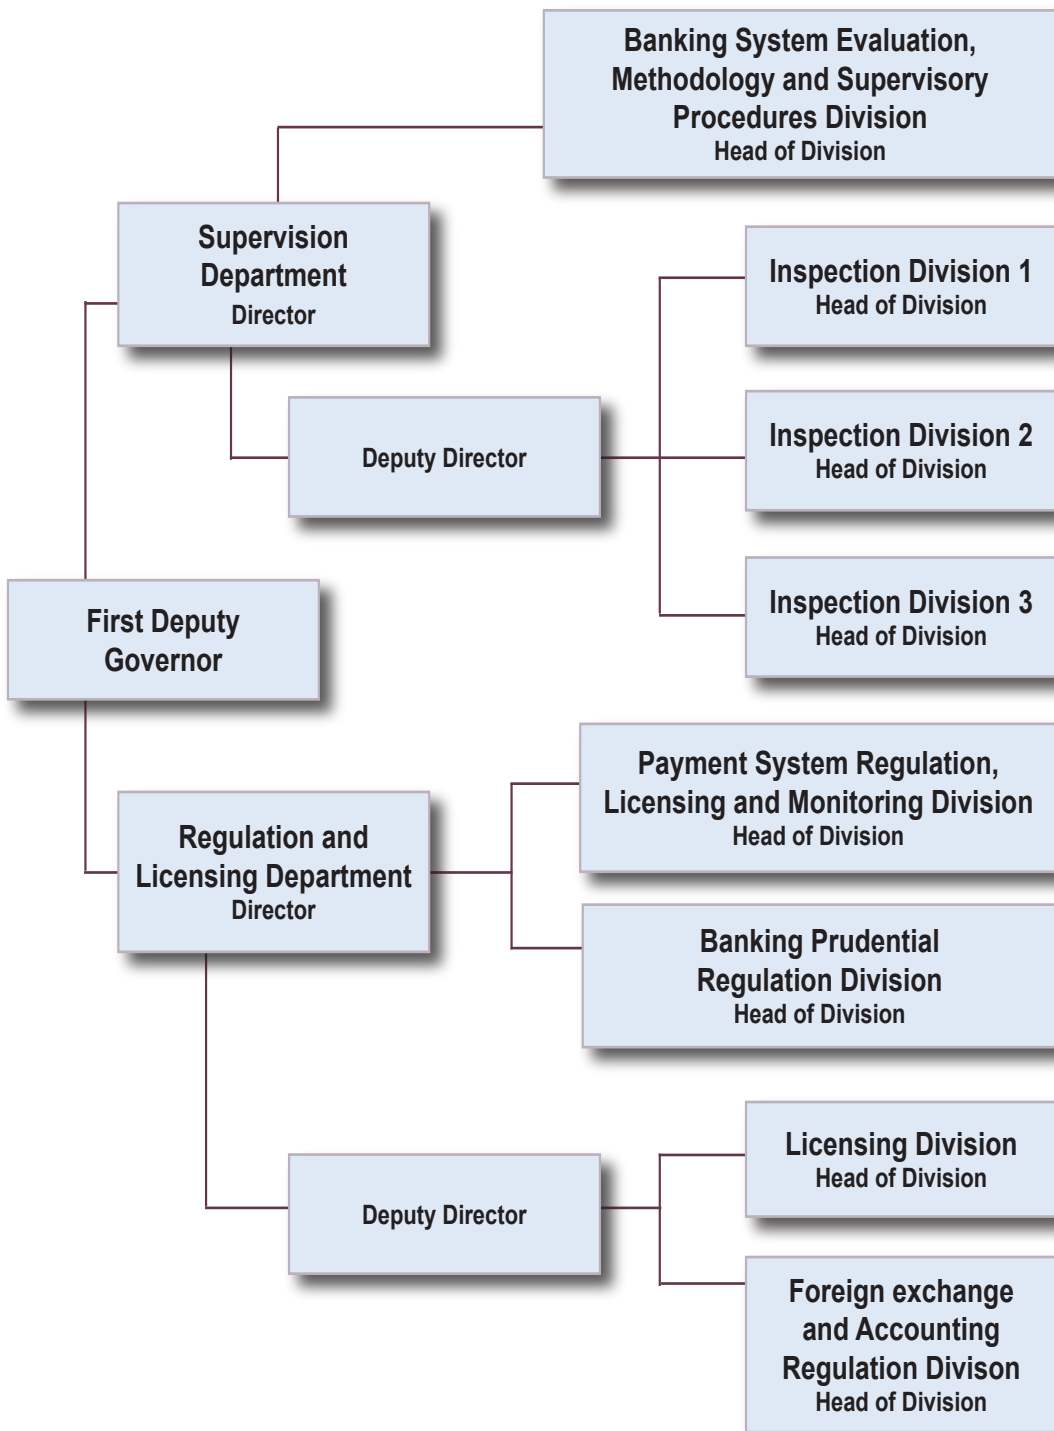 Banking System Evaluation,
Methodology and Supervisory
Procedures Division
Head of Division
Supervision
Department
Director
Inspection Division 1
Head of Division
Deputy Director
Inspection Division 2
Head of Division
Inspection Division 3
Head of Division
First Deputy
Governor
Payment System Regulation,
Licensing and Monitoring Division
Head of Division
Regulation and
Licensing Department
Director
Banking Prudential
Regulation Division
Head of Division
Licensing Division
Head of Division
Deputy Director
Foreign exchange
and Accounting
Regulation Divison
Head of Division